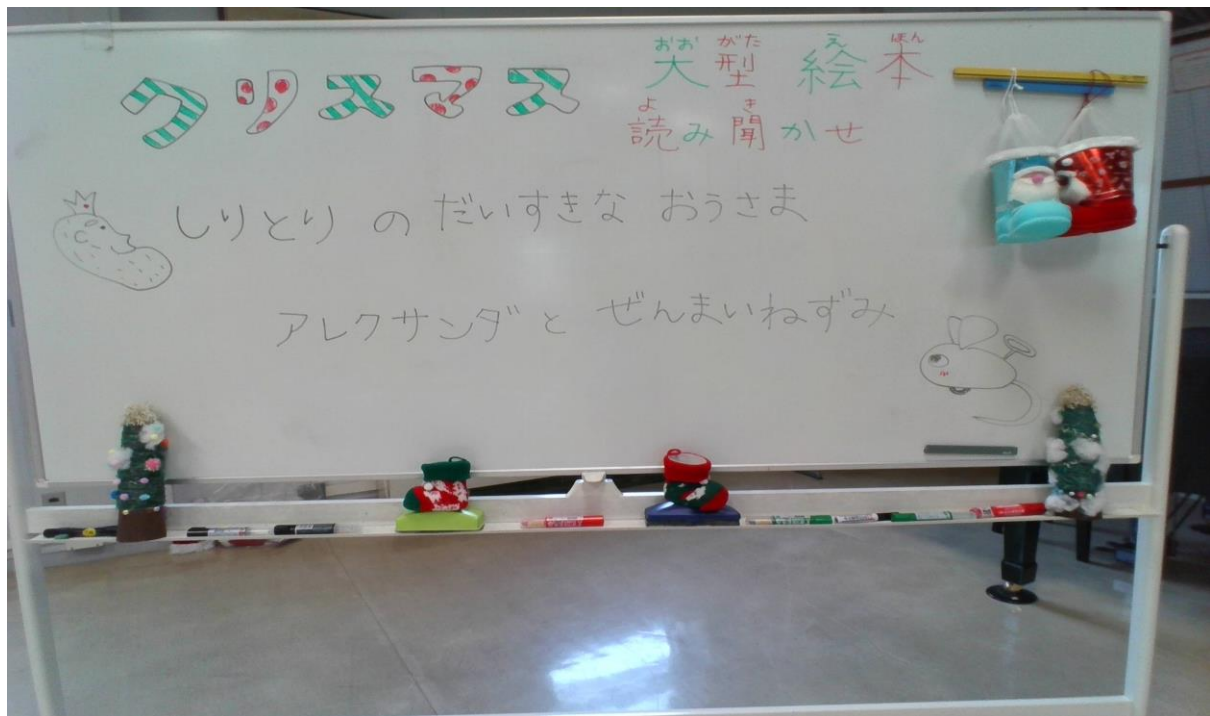 クリスマス
大型 絵本
読み聞かせ
しりとり の だいすきな おうさま
アレクサンダ と ぜんまいねずみ